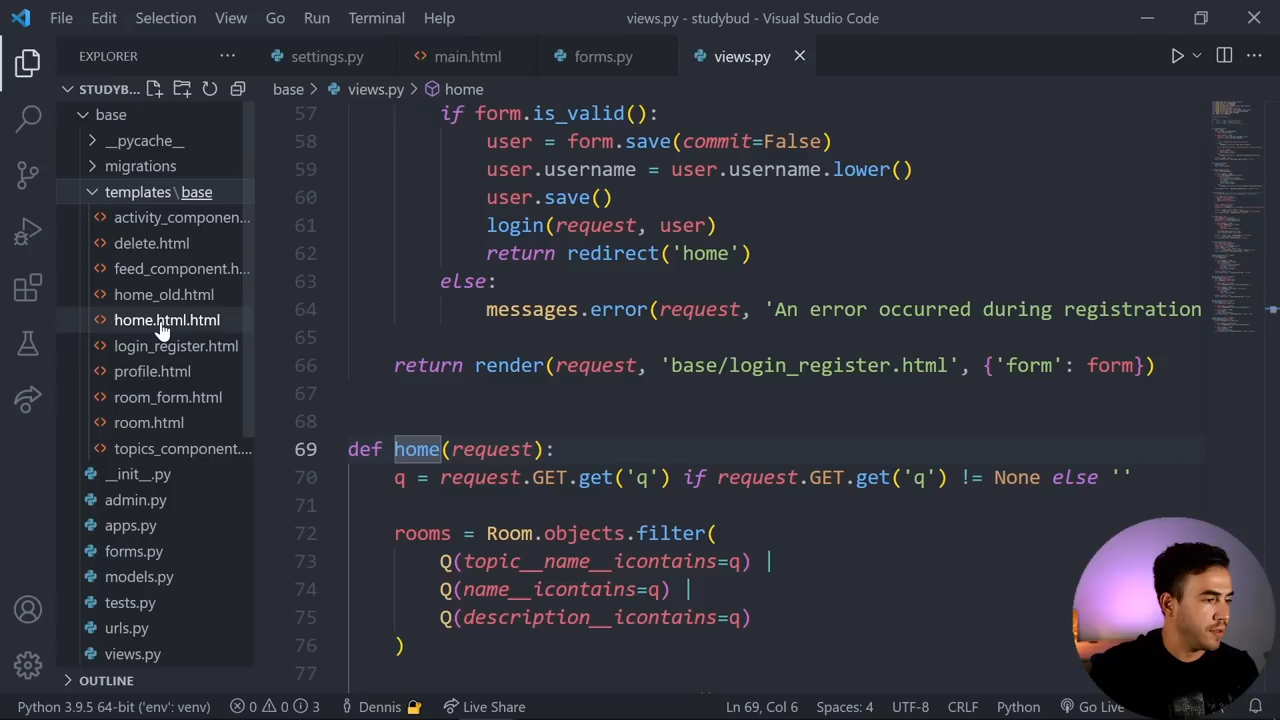 File Edit Selection View Go Run Terminal Help views.py - studybud - Visual Studio Code
EXPLORER ··· settings.py main.html forms.py views.py
STUDYB... base > views.py > home
base
__pycache__
migrations
templates\base
activity_componen...
delete.html
feed_component.h...
home_old.html
home.html.html
login_register.html
profile.html
room_form.html
room.html
topics_component....
__init__.py
admin.py
apps.py
forms.py
models.py
tests.py
urls.py
views.py
OUTLINE
57 if form.is_valid():
58 user = form.save(commit=False)
59 user.username = user.username.lower()
60 user.save()
61 login(request, user)
62 return redirect('home')
63 else:
64 messages.error(request, 'An error occurred during registration
65
66 return render(request, 'base/login_register.html', {'form': form})
67
68
69 def home(request):
70 q = request.GET.get('q') if request.GET.get('q') != None else ''
71
72 rooms = Room.objects.filter(
73 Q(topic__name__icontains=q) |
74 Q(name__icontains=q) |
75 Q(description__icontains=q)
76 )
77
Python 3.9.5 64-bit ('env': venv) 0 0 3 Dennis Live Share Ln 69, Col 6 Spaces: 4 UTF-8 CRLF Python Go Live